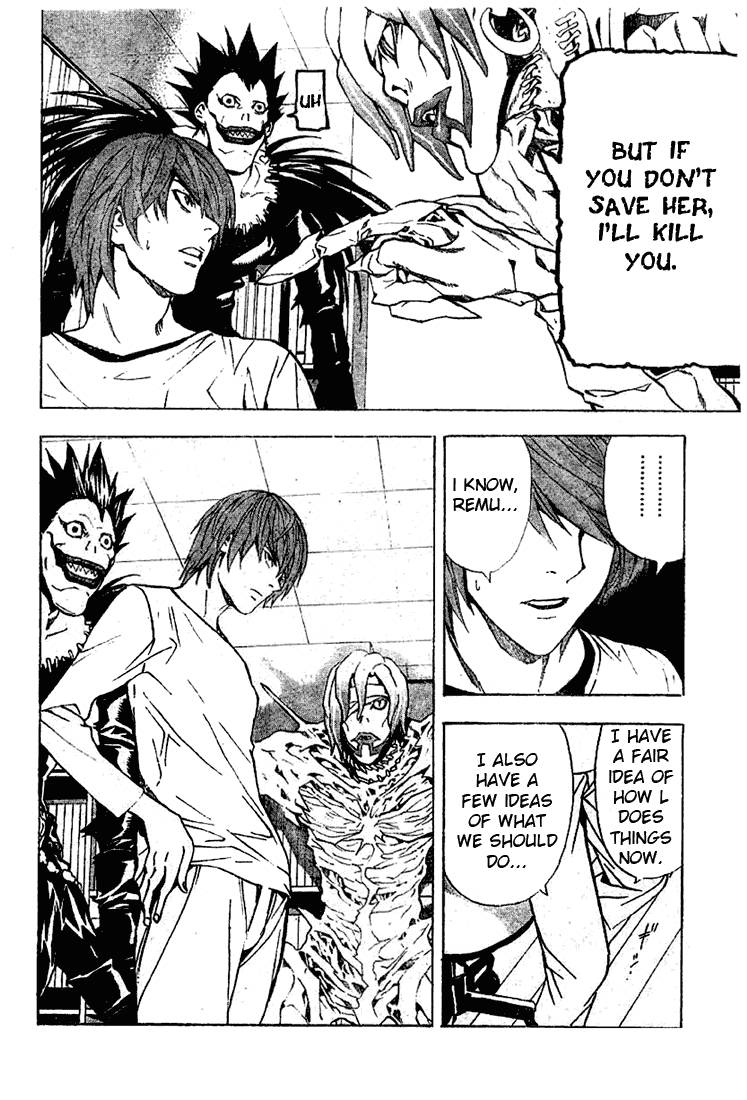 BUT IF
YOU DON'T
SAVE HER,
I'LL KILL
YOU.
UH
.........
I KNOW,
REMU...
I HAVE
A FAIR
IDEA OF
HOW L
DOES
THINGS
NOW.
I ALSO
HAVE A
FEW IDEAS
OF WHAT
WE SHOULD
DO...